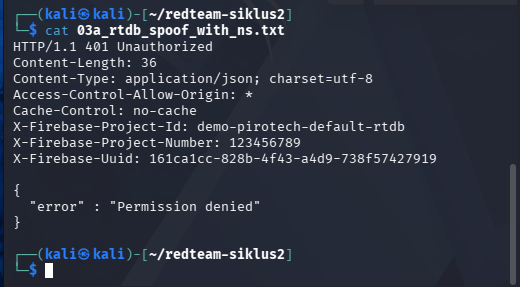 ┌──(kali㉿kali)-[~/redteam-siklus2]
└─$ cat 03a_rtdb_spoof_with_ns.txt
HTTP/1.1 401 Unauthorized
Content-Length: 36
Content-Type: application/json; charset=utf-8
Access-Control-Allow-Origin: *
Cache-Control: no-cache
X-Firebase-Project-Id: demo-pirotech-default-rtdb
X-Firebase-Project-Number: 123456789
X-Firebase-Uuid: 161ca1cc-828b-4f43-a4d9-738f57427919

{
  "error" : "Permission denied"
}

┌──(kali㉿kali)-[~/redteam-siklus2]
└─$